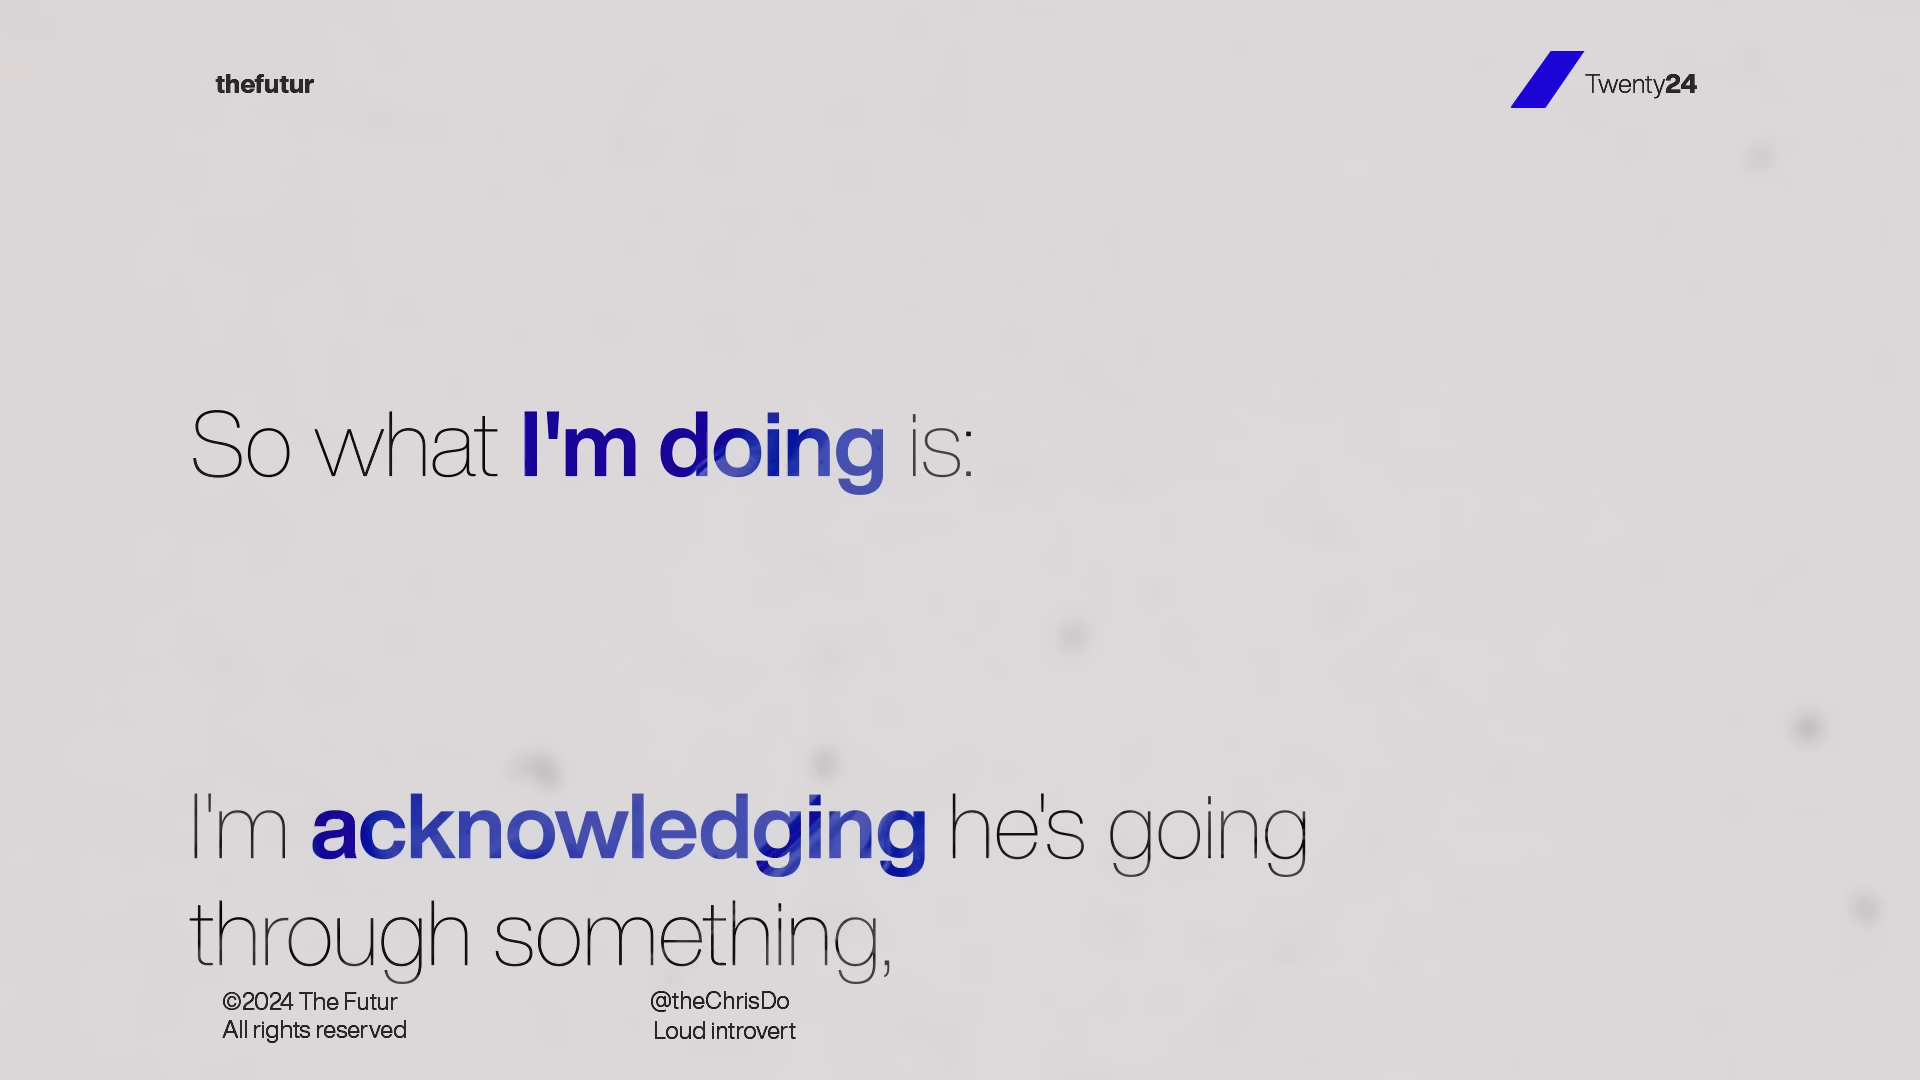 thefutur
Twenty24
So what I'm doing is:
I'm acknowledging he's going
through something,
©2024 The Futur
All rights reserved
@theChrisDo
Loud introvert